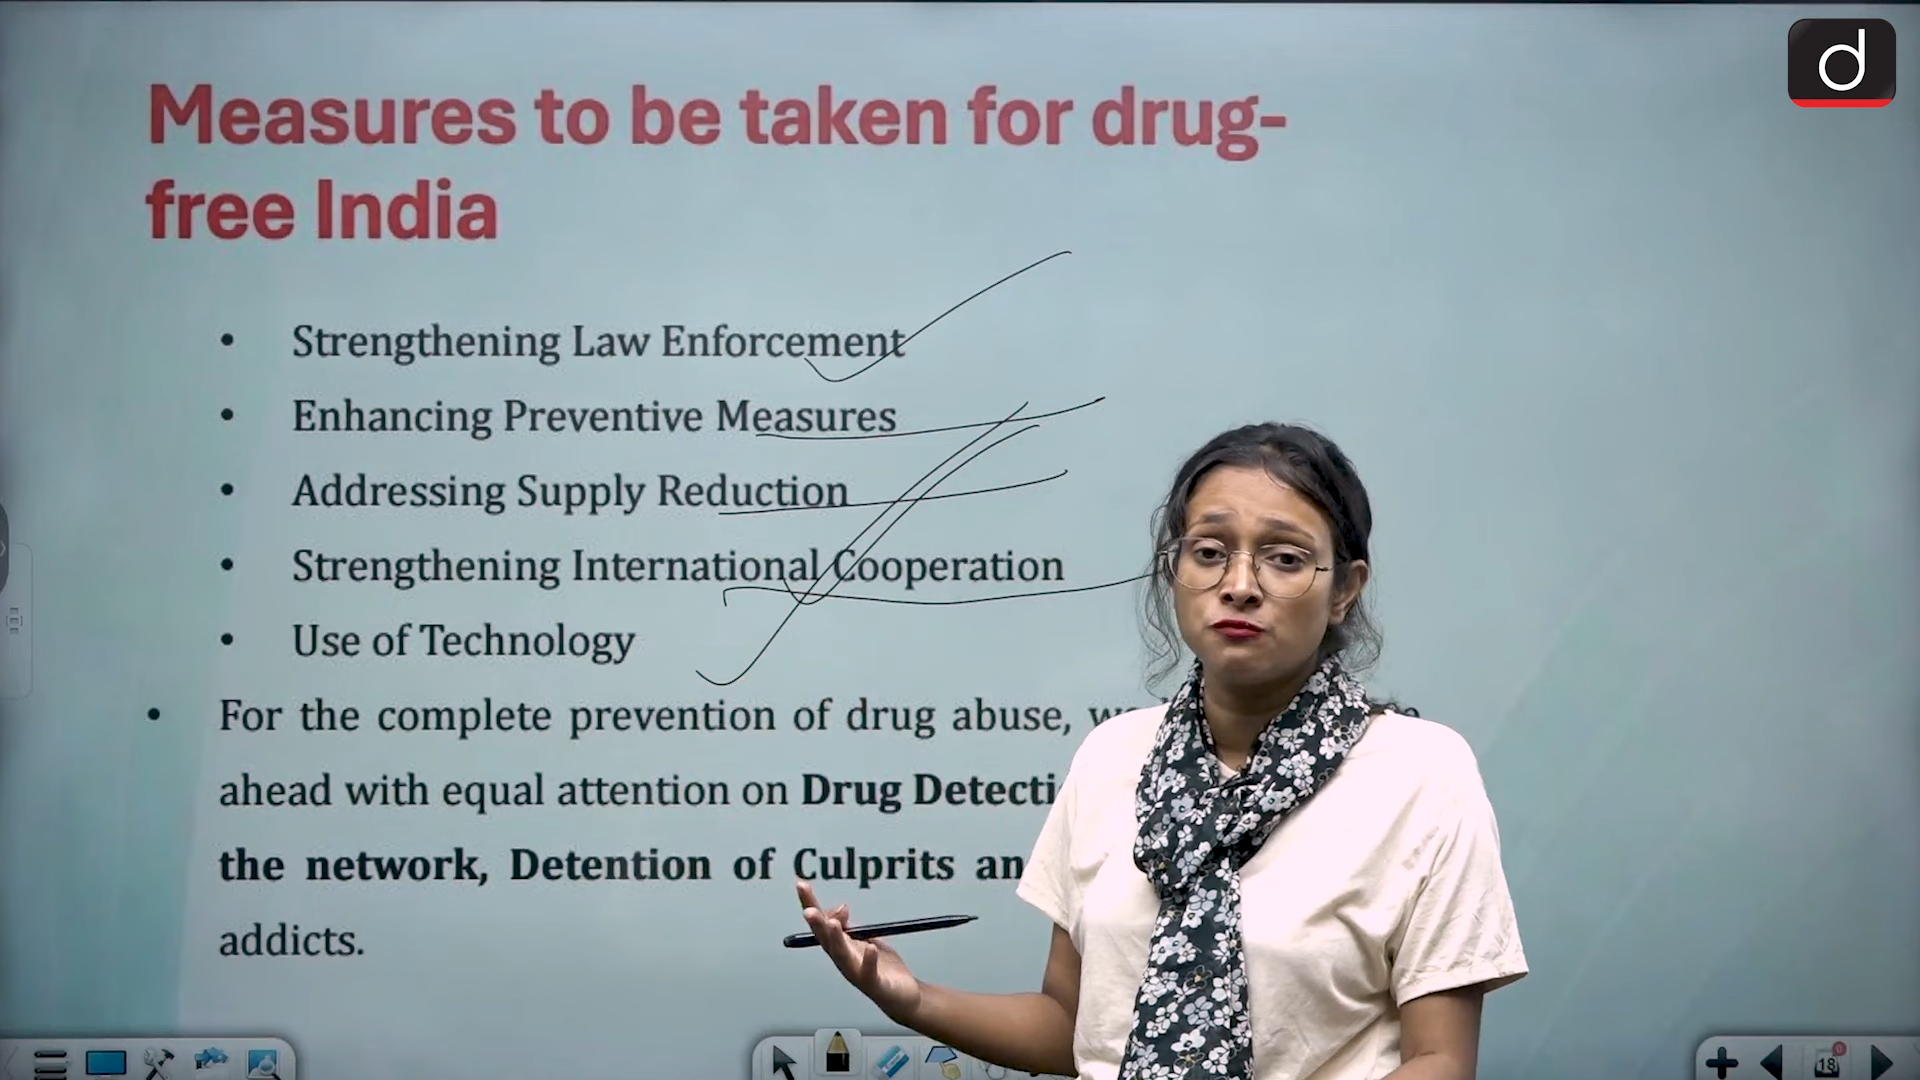 d
Measures to be taken for drug-
free India
• Strengthening Law Enforcement
• Enhancing Preventive Measures
• Addressing Supply Reduction
• Strengthening International Cooperation
• Use of Technology
• For the complete prevention of drug abuse,
ahead with equal attention on Drug
the network, Detention of Culprits
addicts.
18